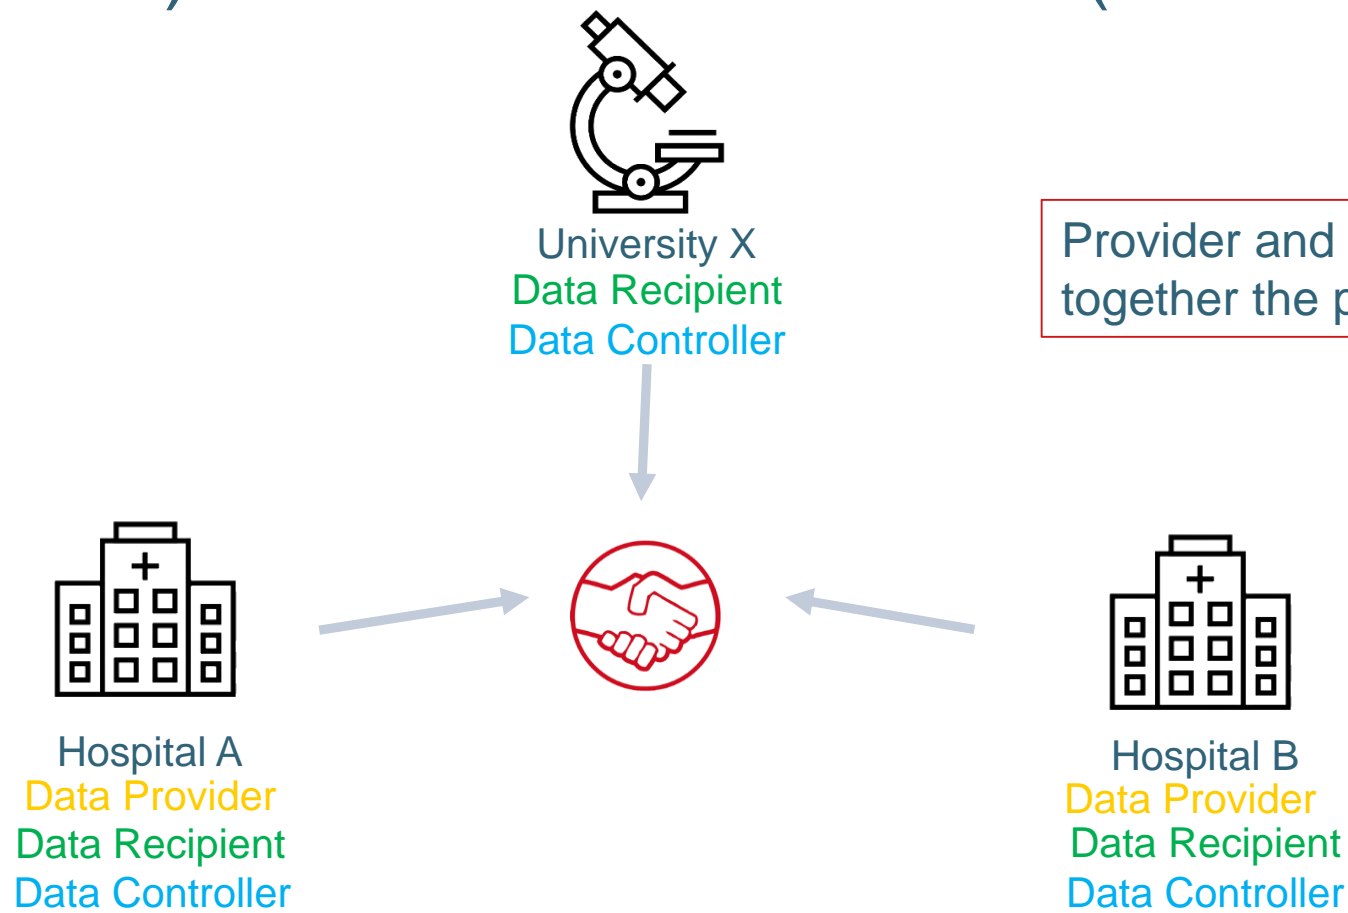 University X
Data Recipient
Data Controller
Provider and
together the
Hospital A
Data Provider
Data Recipient
Data Controller
Hospital B
Data Provider
Data Recipient
Data Controller